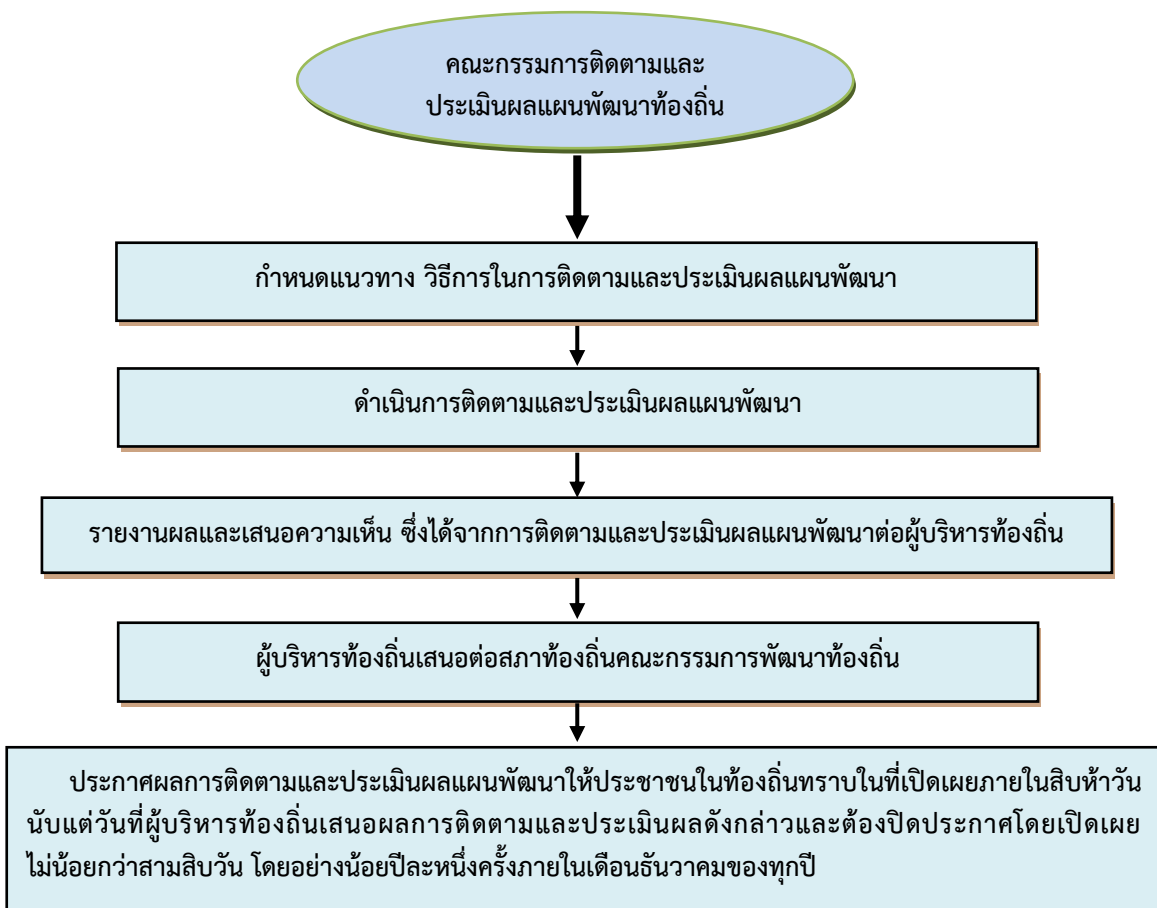 คณะกรรมการติดตามและ
ประเมินผลแผนพัฒนาท้องถิ่น
กำหนดแนวทาง วิธีการในการติดตามและประเมินผลแผนพัฒนา
ดำเนินการติดตามและประเมินผลแผนพัฒนา
รายงานผลและเสนอความเห็น ซึ่งได้จากการติดตามและประเมินผลแผนพัฒนาต่อผู้บริหารท้องถิ่น
ผู้บริหารท้องถิ่นเสนอต่อสภาท้องถิ่นคณะกรรมการพัฒนาท้องถิ่น
ประกาศผลการติดตามและประเมินผลแผนพัฒนาให้ประชาชนในท้องถิ่นทราบในที่เปิดเผยภายในสิบห้าวัน
นับแต่วันที่ผู้บริหารท้องถิ่นเสนอผลการติดตามและประเมินผลดังกล่าวและต้องปิดประกาศโดยเปิดเผย
ไม่น้อยกว่าสามสิบวัน โดยอย่างน้อยปีละหนึ่งครั้งภายในเดือนธันวาคมของทุกปี